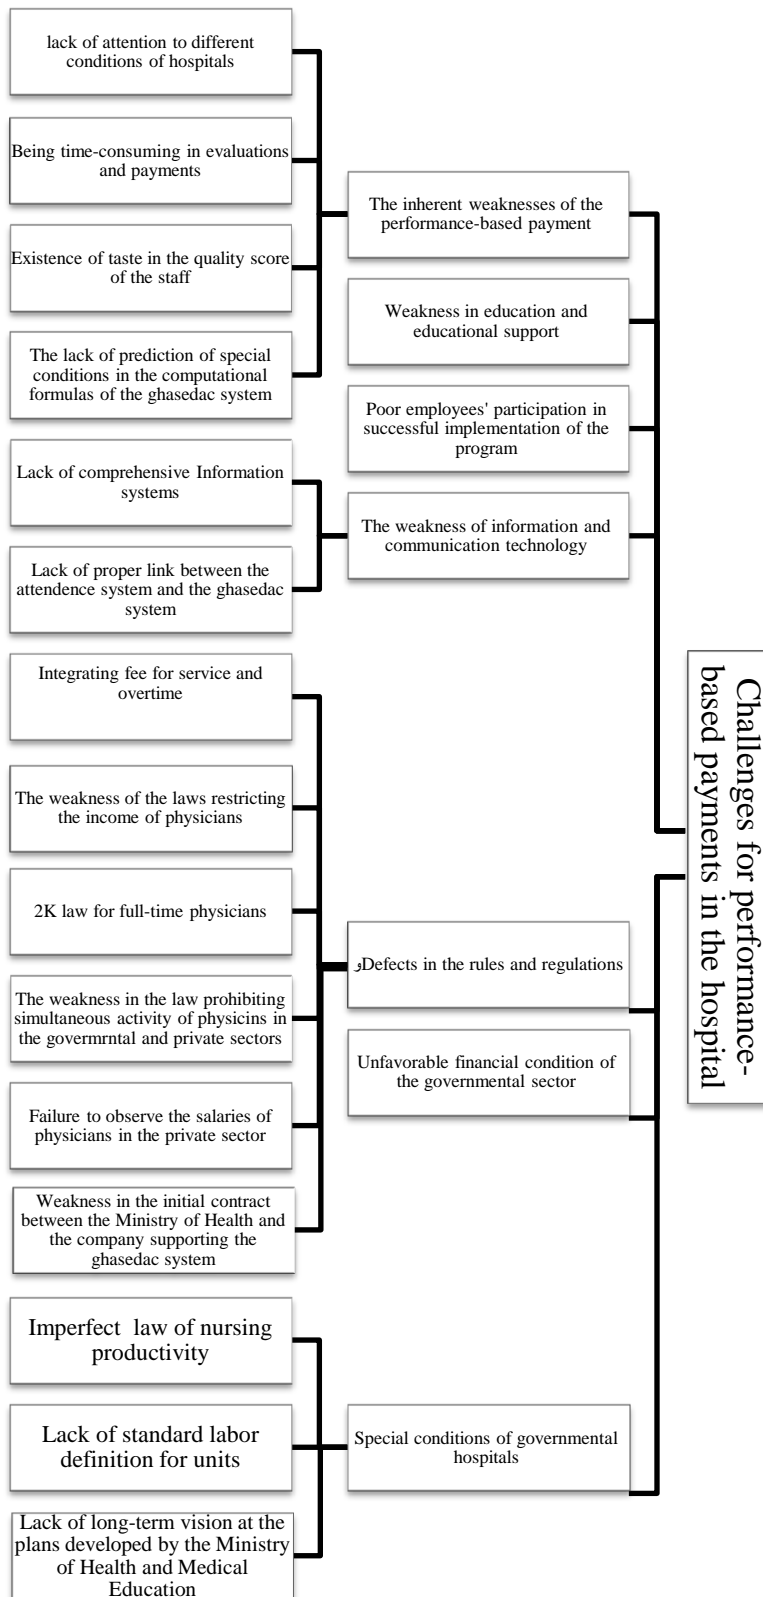 lack of attention to different
conditions of hospitals
Being time-consuming in evaluations
and payments
Existence of taste in the quality score
of the staff
The lack of prediction of special
conditions in the computational
formulas of the ghasedac system
The inherent weaknesses of the
performance-based payment
Weakness in education and
educational support
Poor employees' participation in
successful implementation of the
program
Lack of comprehensive Information
systems
Lack of proper link between the
attendence system and the ghasedac
system
The weakness of information and
communication technology
Challenges for performance-
based payments in the hospital
Integrating fee for service and
overtime
The weakness of the laws restricting
the income of physicians
2K law for full-time physicians
The weakness in the law prohibiting
simultaneous activity of physicins in
the govermrntal and private sectors
Failure to observe the salaries of
physicians in the private sector
Weakness in the initial contract
between the Ministry of Health and
the company supporting the
ghasedac system
وDefects in the rules and regulations
Unfavorable financial condition of
the governmental sector
Imperfect law of nursing
productivity
Lack of standard labor
definition for units
Lack of long-term vision at the
plans developed by the Ministry
of Health and Medical
Education
Special conditions of governmental
hospitals